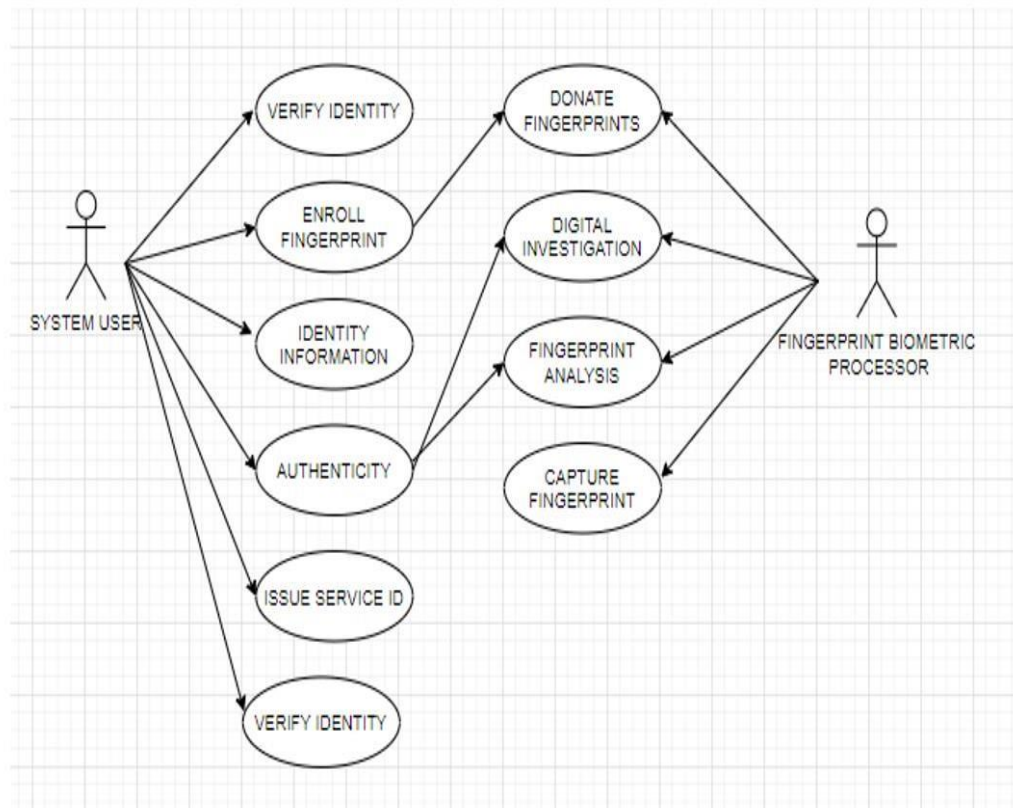 VERIFY IDENTITY
DONATE
FINGERPRINTS
ENROLL
FINGERPRINT
DIGITAL
INVESTIGATION
SYSTEM USER
IDENTITY
INFORMATION
FINGERPRINT
ANALYSIS
FINGERPRINT BIOMETRIC
PROCESSOR
AUTHENTICITY
CAPTURE
FINGERPRINT
ISSUE SERVICE ID
VERIFY IDENTITY